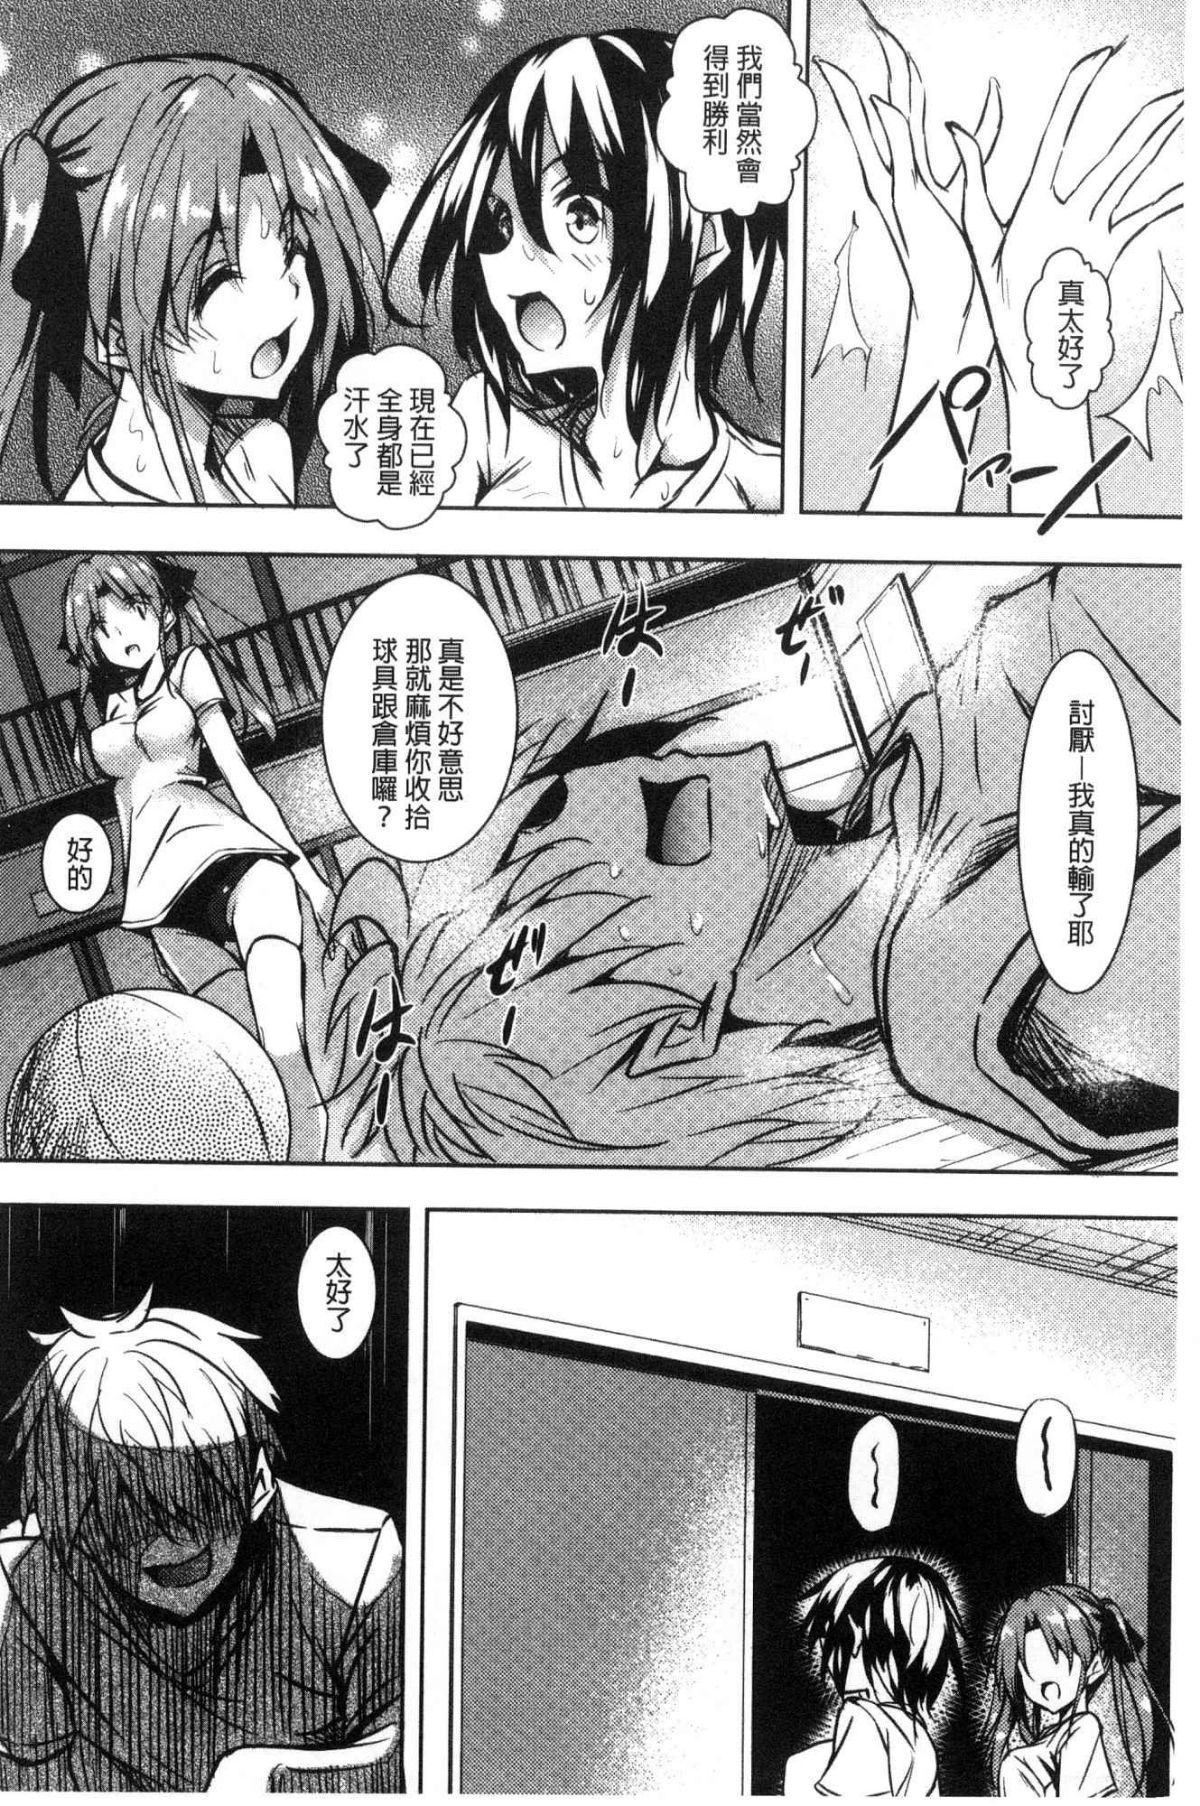 真太好了
パァー
我們當然會
得到勝利
現在已經
全身都是
汗水了
討厭—我真的輸了耶
ぜー
はー
真是不好意思
那就麻煩你收拾
球具跟倉庫囉？
ぜー
はー
好的
～
～
太好了